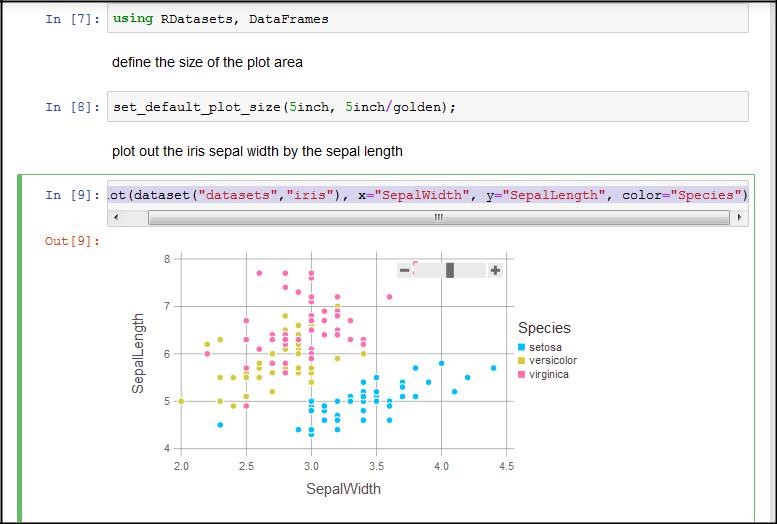 In [7]: using RDatasets, DataFrames
define the size of the plot area
In [8]: set_default_plot_size(5inch, 5inch/golden);
plot out the iris sepal width by the sepal length
In [9]: ot(dataset("datasets","iris"), x="SepalWidth", y="SepalLength", color="Species")
Out[9]:
8
7
6
5
4
SepalLength
2.0 2.5 3.0 3.5 4.0 4.5
SepalWidth
Species
setosa
versicolor
virginica